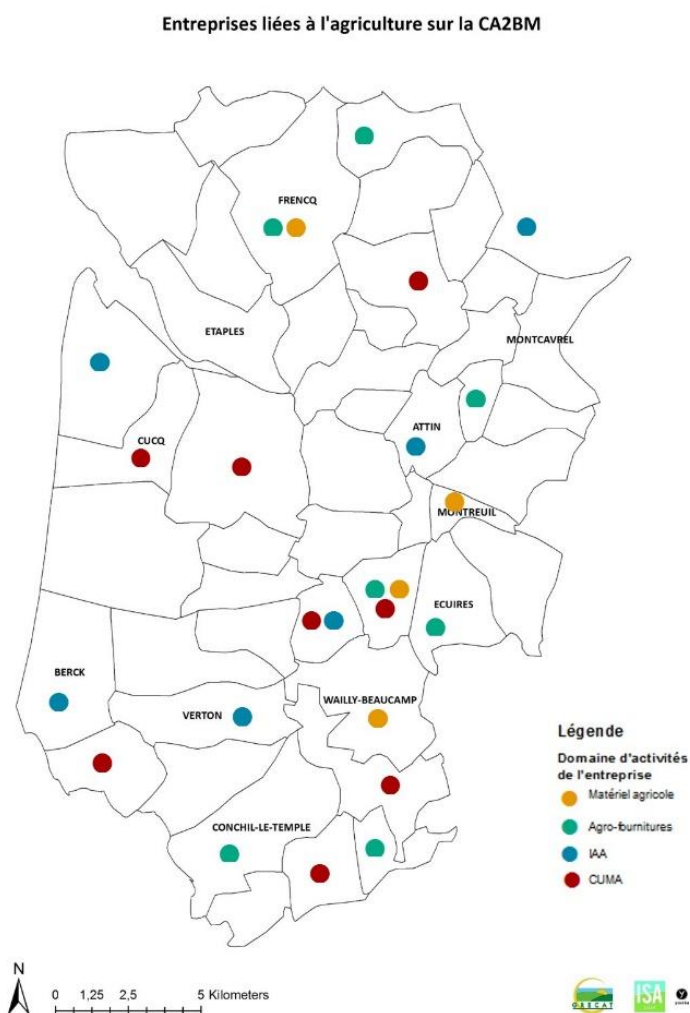 Entreprises liées à l'agriculture sur la CA2BM
FRENCQ
ETAPLES
MONTCAVREL
ATTIN
CUCQ
MONTREUIL
ECUIRES
BERCK
WAILLY-BEAUCAMP
VERTON
CONCHIL-LE-TEMPLE
Légende
Domaine d'activités
de l'entreprise
Matériel agricole
Agro-fournitures
IAA
CUMA
N
0 1,25 2,5 5 Kilometers
GASCAT
ISA